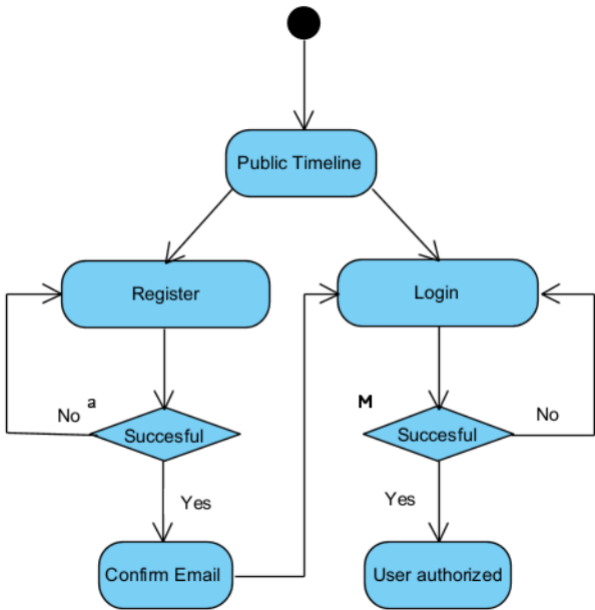 Public Timeline
Register
Login
No
a
M
No
Succesful
Succesful
Yes
Yes
Confirm Email
User authorized